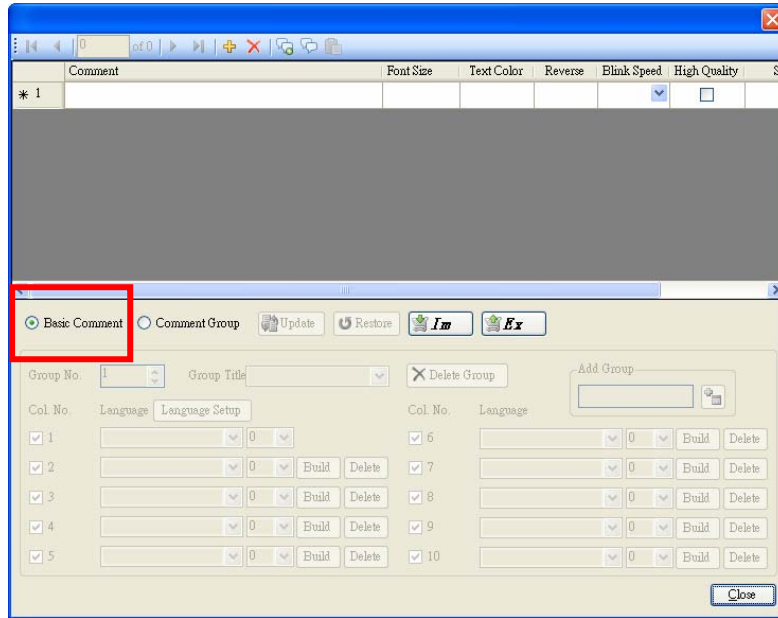 0 of 0
Comment Font Size Text Color Reverse Blink Speed High Quality S
* 1
Basic Comment Comment Group Update Restore Im Ex
Group No. 1 Group Title Delete Group Add Group
Col. No. Language Language Setup Col. No. Language
1 0 6 0 Build Delete
2 0 Build Delete 7 0 Build Delete
3 0 Build Delete 8 0 Build Delete
4 0 Build Delete 9 0 Build Delete
5 0 Build Delete 10 0 Build Delete
Close